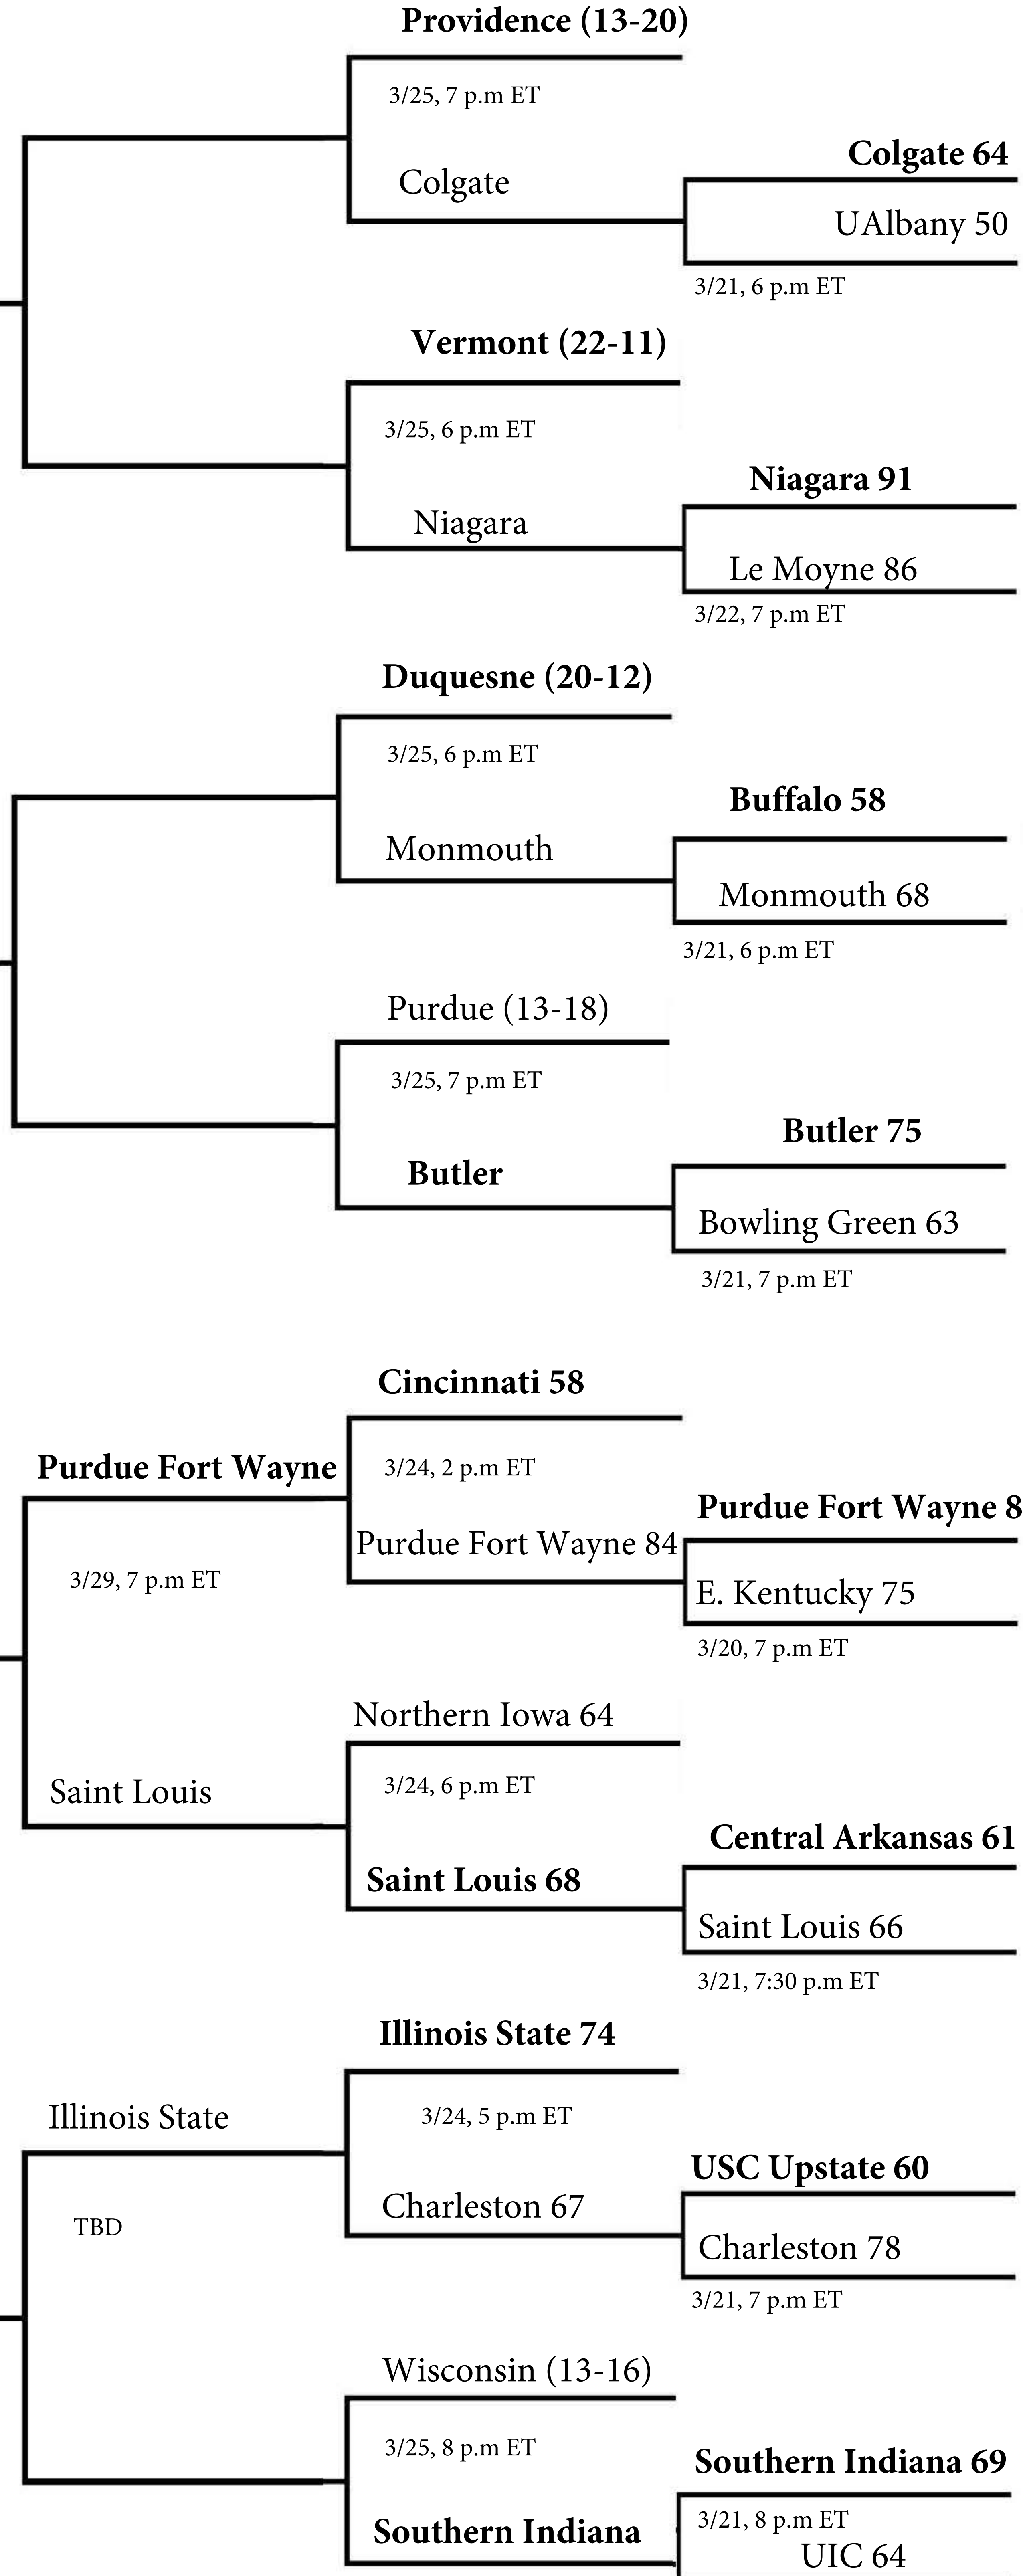 Providence (13-20)
3/25, 7 p.m ET
Colgate 64
Colgate
UAlbany 50
3/21, 6 p.m ET
Vermont (22-11)
3/25, 6 p.m ET
Niagara 91
Niagara
Le Moyne 86
3/22, 7 p.m ET
Duquesne (20-12)
3/25, 6 p.m ET
Buffalo 58
Monmouth
Monmouth 68
3/21, 6 p.m ET
Purdue (13-18)
3/25, 7 p.m ET
Butler 75
Butler
Bowling Green 63
3/21, 7 p.m ET
Cincinnati 58
Purdue Fort Wayne
3/24, 2 p.m ET
Purdue Fort Wayne 8
Purdue Fort Wayne 84
3/29, 7 p.m ET
E. Kentucky 75
3/20, 7 p.m ET
Northern Iowa 64
Saint Louis
3/24, 6 p.m ET
Central Arkansas 61
Saint Louis 68
Saint Louis 66
3/21, 7:30 p.m ET
Illinois State 74
Illinois State
3/24, 5 p.m ET
USC Upstate 60
Charleston 67
TBD
Charleston 78
3/21, 7 p.m ET
Wisconsin (13-16)
3/25, 8 p.m ET
Southern Indiana 69
3/21, 8 p.m ET
Southern Indiana
UIC 64